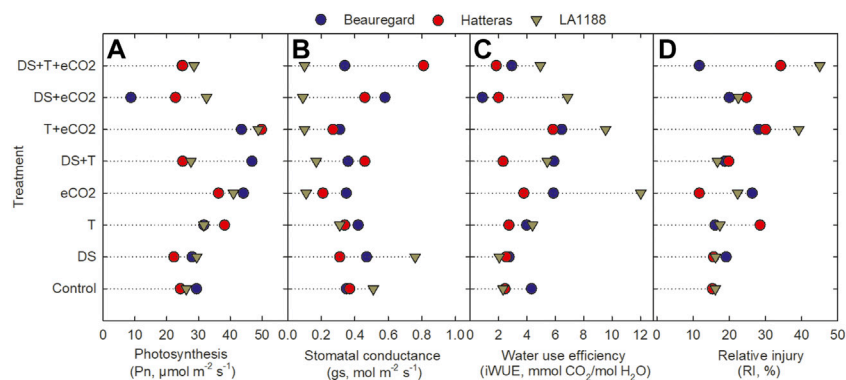 Beauregard Hatteras LA1188
A B C D
Treatment
DS+T+eCO2
DS+eCO2
T+eCO2
DS+T
eCO2
T
DS
Control
0 10 20 30 40 50 0.0 0.2 0.4 0.6 0.8 1.0 0 2 4 6 8 10 12 0 10 20 30 40 50
Photosynthesis Stomatal conductance Water use efficiency Relative injury
(Pn, µmol m⁻² s⁻¹) (gs, mol m⁻² s⁻¹) (iWUE, mmol CO₂/mol H₂O) (RI, %)